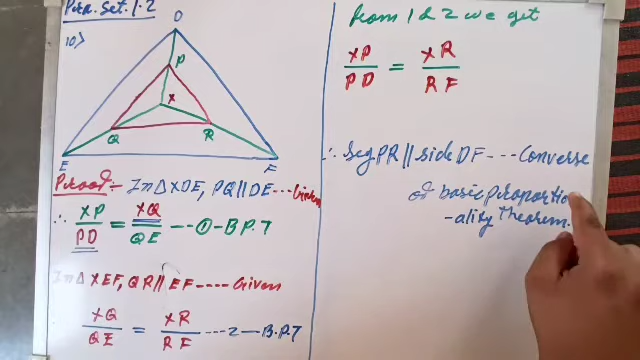 Pra. Set. 1.2
10)
D
P
X
Q
R
E
F
Proof:- In △XDE, PQ||DE---Given
∴ XP/PD = XQ/QE ---①-B.P.T
In△ XEF, QR|| EF----Given
XQ/QE = XR/RF ---2-B.P.T
from 1 & 2 we get
XP/PD = XR/RF
∴ Seg PR || side DF---Converse
of basic proportio
-ality theorem.